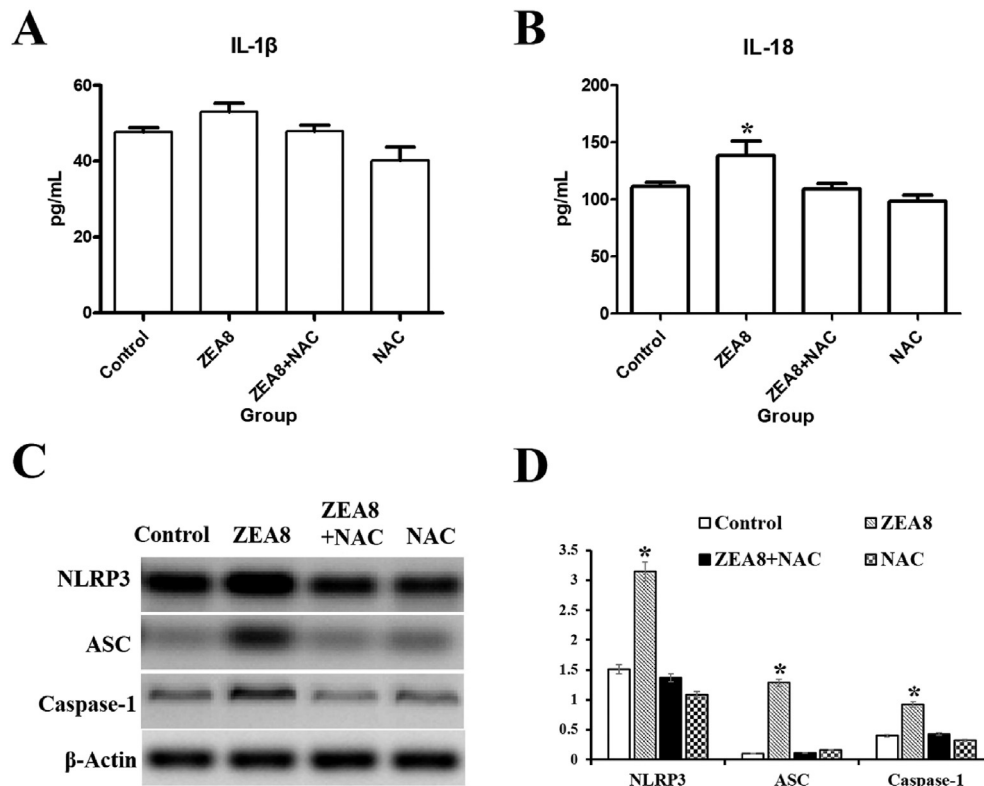 A
IL-1β
60
40
20
0
pg/mL
Control
ZEA8
ZEA8+NAC
NAC
Group
B
IL-18
200
150
100
50
0
pg/mL
*
Control
ZEA8
ZEA8+NAC
NAC
Group
C
Control ZEA8 ZEA8 +NAC NAC
NLRP3
ASC
Caspase-1
β-Actin
D
Control ZEA8
ZEA8+NAC NAC
3.5
3
2.5
2
1.5
1
0.5
0
*
*
*
NLRP3 ASC Caspase-1